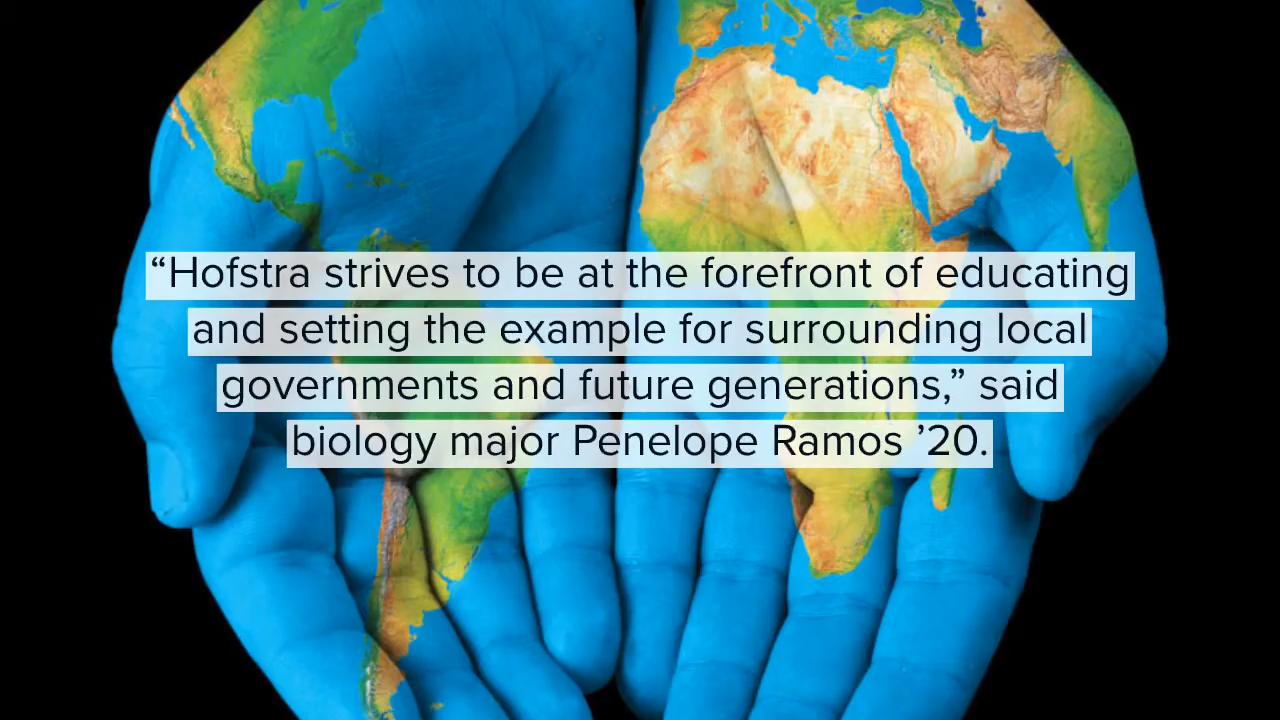 “Hofstra strives to be at the forefront of educating
and setting the example for surrounding local
governments and future generations,” said
biology major Penelope Ramos ’20.